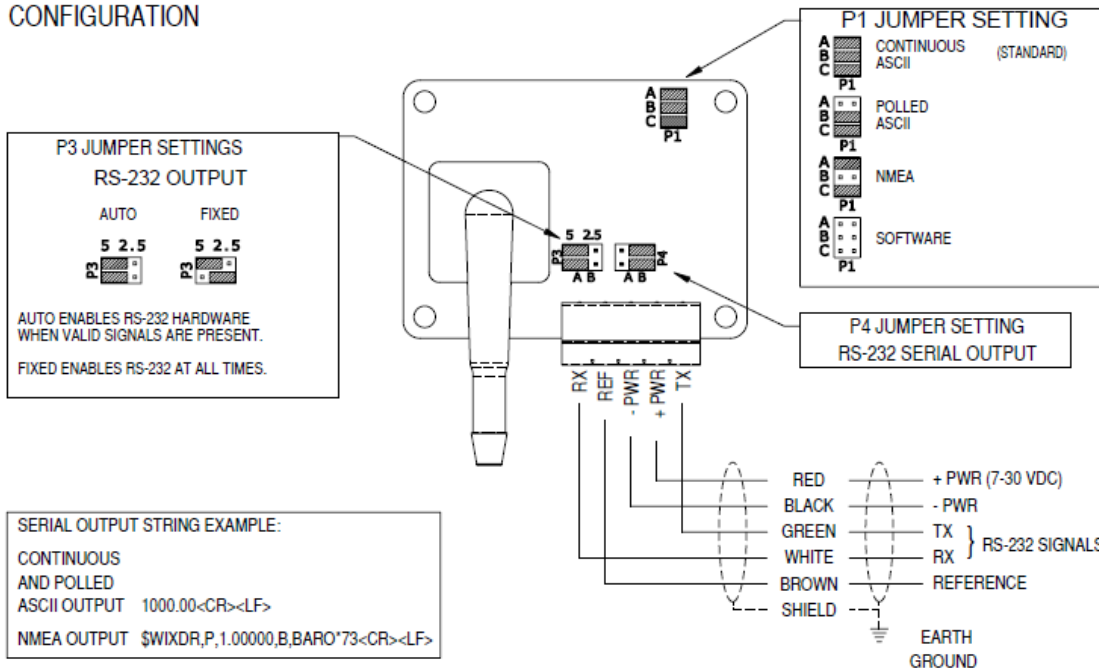 CONFIGURATION
P1 JUMPER SETTING
A
B
C
P1
CONTINUOUS
ASCII
(STANDARD)
A
B
C
P1
POLLED
ASCII
A
B
C
P1
NMEA
A
B
C
P1
SOFTWARE
A
B
C
P1
P3 JUMPER SETTINGS
RS-232 OUTPUT
AUTO
FIXED
5 2.5
P3
5 2.5
P3
AUTO ENABLES RS-232 HARDWARE
WHEN VALID SIGNALS ARE PRESENT.
FIXED ENABLES RS-232 AT ALL TIMES.
5 2.5
P3
A B
P4
A B
P4 JUMPER SETTING
RS-232 SERIAL OUTPUT
RX
REF
- PWR
+ PWR
TX
RED
+ PWR (7-30 VDC)
BLACK
- PWR
GREEN
TX
WHITE
RX
} RS-232 SIGNALS
BROWN
REFERENCE
SHIELD
EARTH
GROUND
SERIAL OUTPUT STRING EXAMPLE:
CONTINUOUS
AND POLLED
ASCII OUTPUT 1000.00<CR><LF>
NMEA OUTPUT $WIXDR,P,1.00000,B,BARO*73<CR><LF>